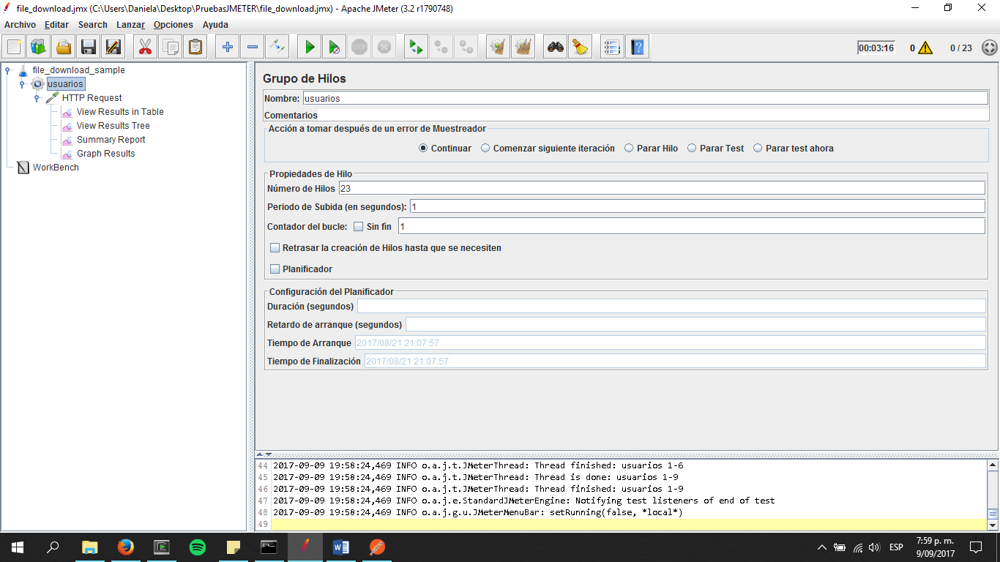 file_download.jmx (C:\Users\Daniela\Desktop\PruebasJMETER\file_download.jmx) - Apache JMeter (3.2 r1790748)
Archivo Editar Search Lanzar Opciones Ayuda
STOP
00:03:16 0 0 / 23
file_download_sample
usuarios
HTTP Request
View Results in Table
View Results Tree
Summary Report
Graph Results
WorkBench
Grupo de Hilos
Nombre: usuarios
Comentarios
Acción a tomar después de un error de Muestreador
Continuar Comenzar siguiente iteración Parar Hilo Parar Test Parar test ahora
Propiedades de Hilo
Número de Hilos 23
Periodo de Subida (en segundos): 1
Contador del bucle: Sin fín 1
Retrasar la creación de Hilos hasta que se necesiten
Planificador
Configuración del Planificador
Duración (segundos)
Retardo de arranque (segundos)
Tiempo de Arranque 2017/08/21 21:07:57
Tiempo de Finalización 2017/08/21 21:07:57
44 2017-09-09 19:58:24,469 INFO o.a.j.t.JMeterThread: Thread finished: usuarios 1-6
45 2017-09-09 19:58:24,469 INFO o.a.j.t.JMeterThread: Thread is done: usuarios 1-9
46 2017-09-09 19:58:24,469 INFO o.a.j.t.JMeterThread: Thread finished: usuarios 1-9
47 2017-09-09 19:58:24,469 INFO o.a.j.e.StandardJMeterEngine: Notifying test listeners of end of test
48 2017-09-09 19:58:24,469 INFO o.a.j.g.u.JMeterMenuBar: setRunning(false, *local*)
49
ESP
7:59 p. m.
9/09/2017